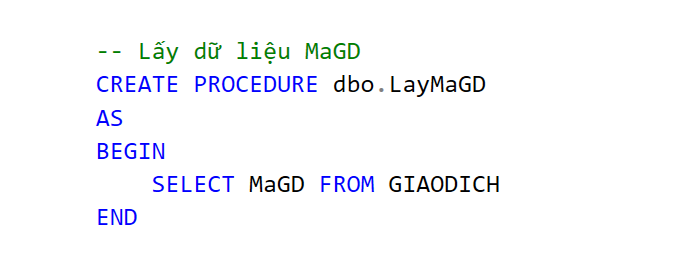 -- Lấy dữ liệu MaGD
CREATE PROCEDURE dbo.LayMaGD
AS
BEGIN
    SELECT MaGD FROM GIAODICH
END